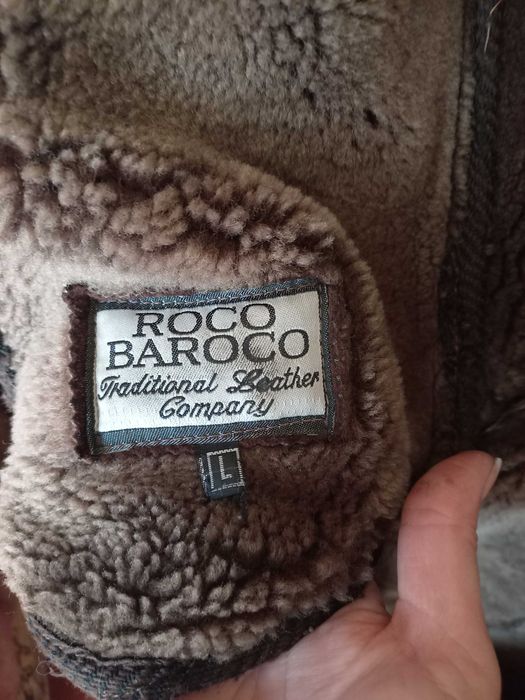 ROCO
BAROCO
Traditional Leather
Company
L